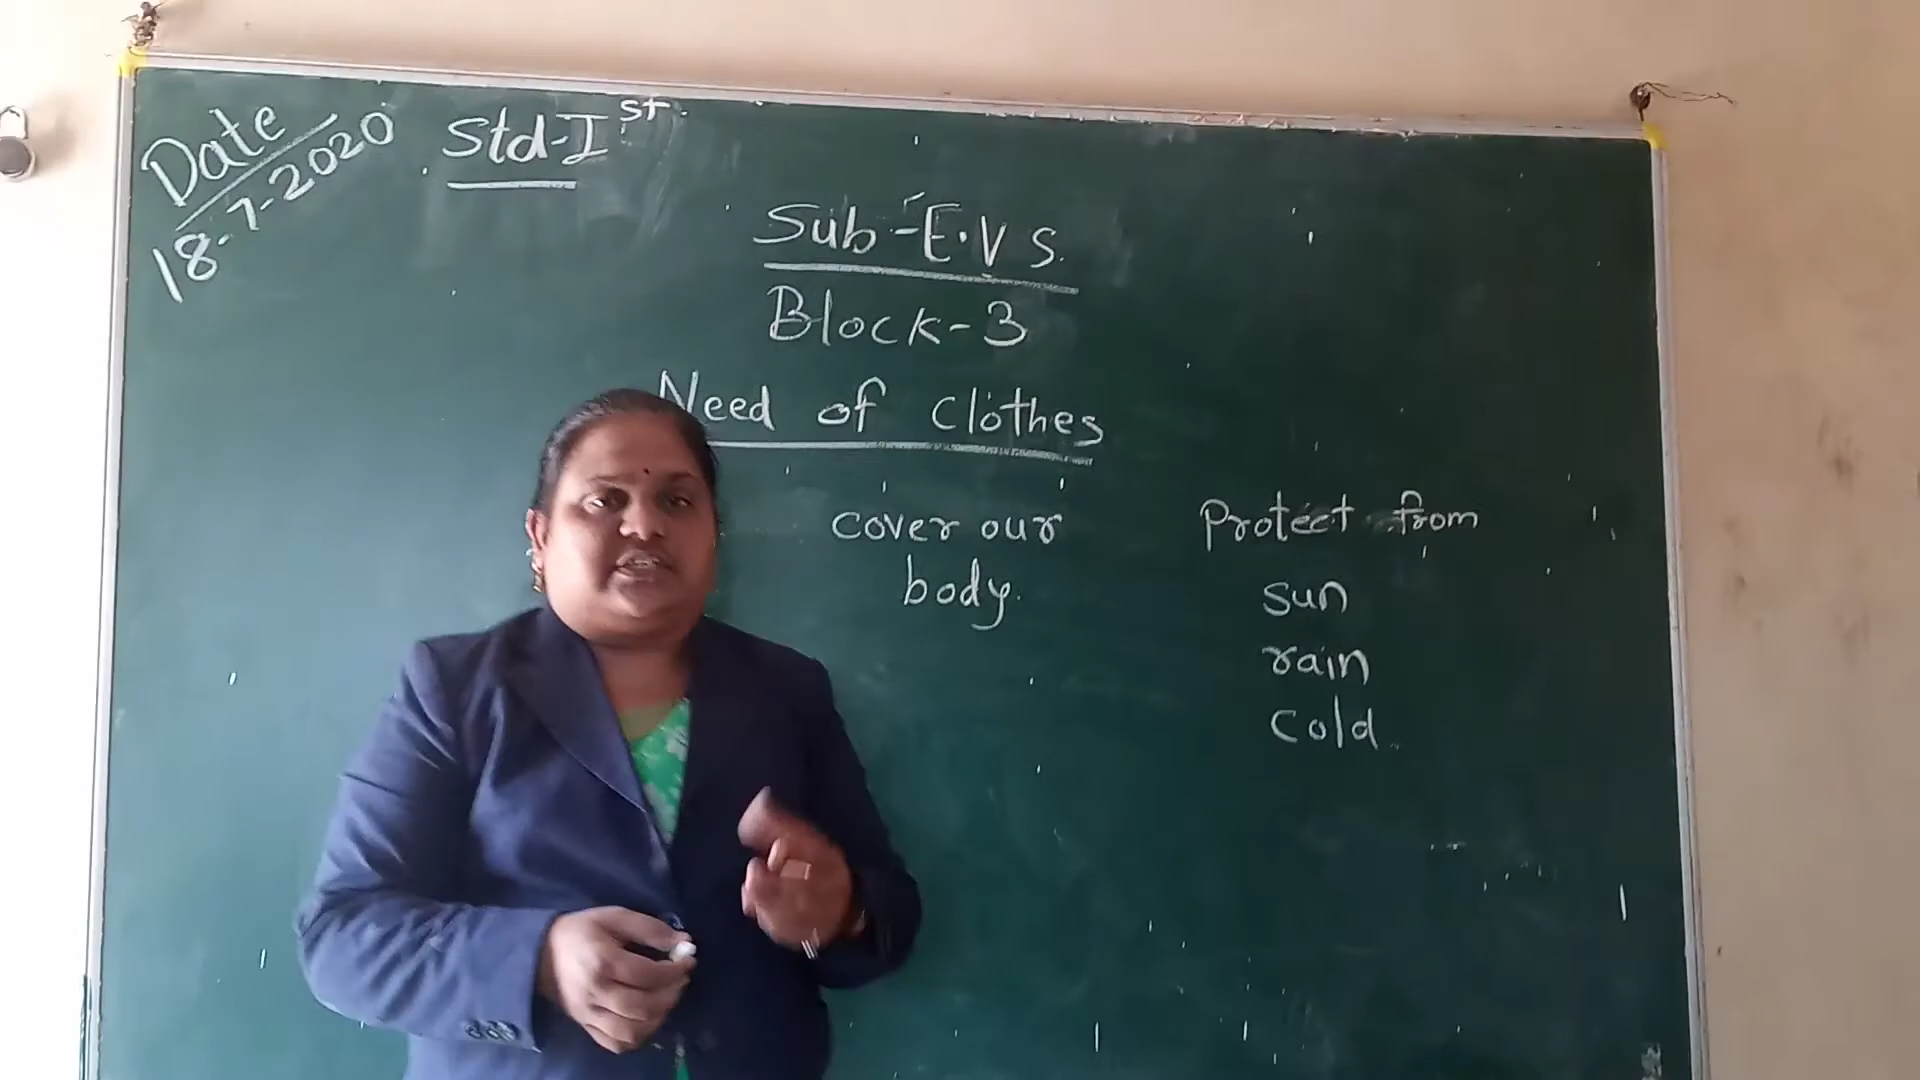 Date
18-7-2020
Std-I st.
Sub-E.V S.
Block-3
Need of Clothes
cover our
body.
Protect from
sun
rain
cold